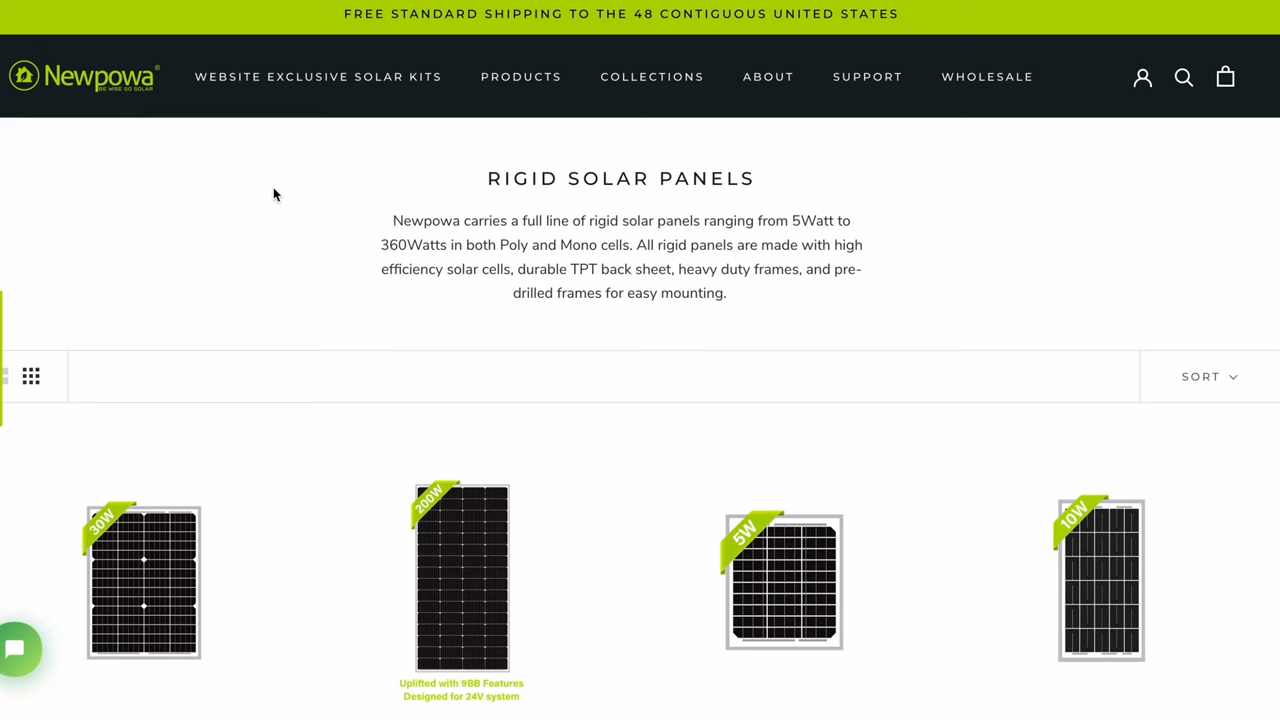 FREE STANDARD SHIPPING TO THE 48 CONTIGUOUS UNITED STATES
Newpowa®
BE WISE GO SOLAR
WEBSITE EXCLUSIVE SOLAR KITS PRODUCTS COLLECTIONS ABOUT SUPPORT WHOLESALE
RIGID SOLAR PANELS
Newpowa carries a full line of rigid solar panels ranging from 5Watt to
360Watts in both Poly and Mono cells. All rigid panels are made with high
efficiency solar cells, durable TPT back sheet, heavy duty frames, and pre-
drilled frames for easy mounting.
SORT
30W
200W
5W
10W
Uplifted with 9BB Features
Designed for 24V system